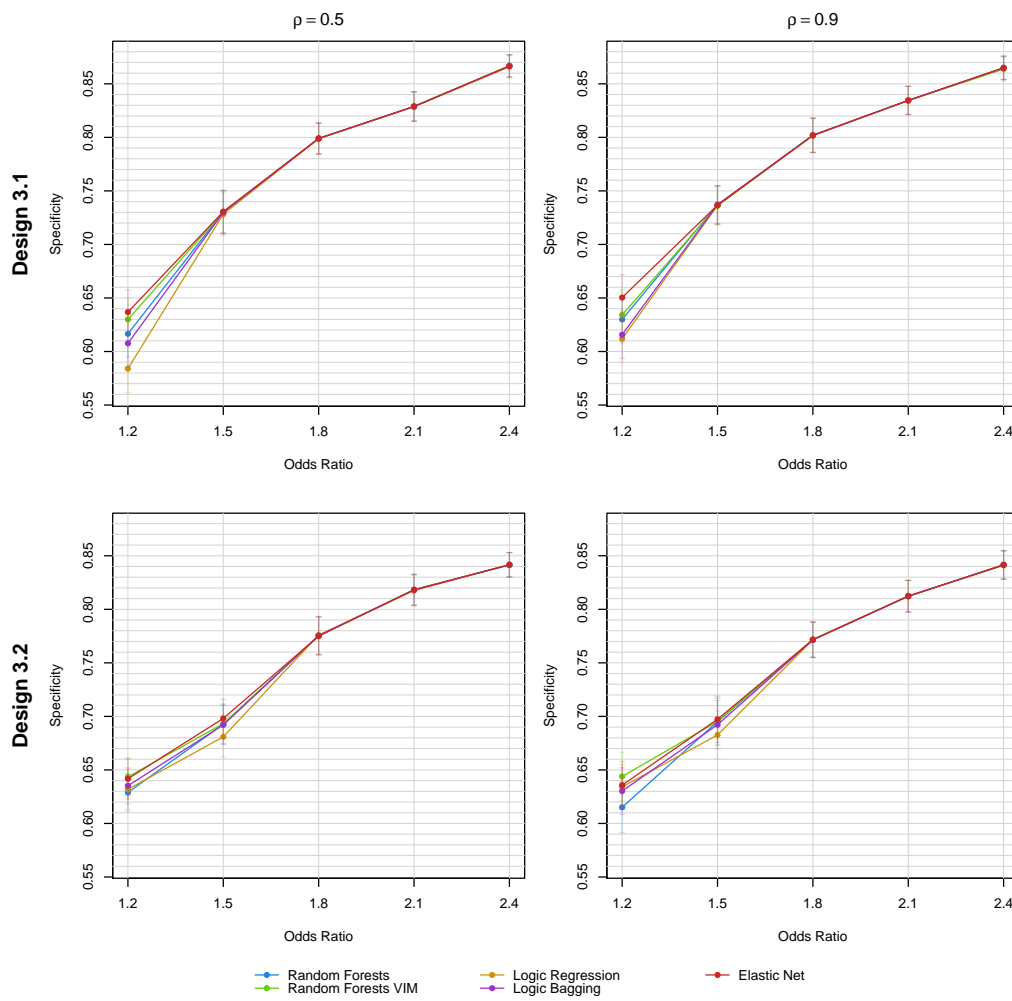 ρ = 0.5
ρ = 0.9
Design 3.1
Specificity
0.85
0.80
0.75
0.70
0.65
0.60
0.55
1.2 1.5 1.8 2.1 2.4
Odds Ratio
Specificity
0.85
0.80
0.75
0.70
0.65
0.60
0.55
1.2 1.5 1.8 2.1 2.4
Odds Ratio
Design 3.2
Specificity
0.85
0.80
0.75
0.70
0.65
0.60
0.55
1.2 1.5 1.8 2.1 2.4
Odds Ratio
Specificity
0.85
0.80
0.75
0.70
0.65
0.60
0.55
1.2 1.5 1.8 2.1 2.4
Odds Ratio
Random Forests
Random Forests VIM
Logic Regression
Logic Bagging
Elastic Net